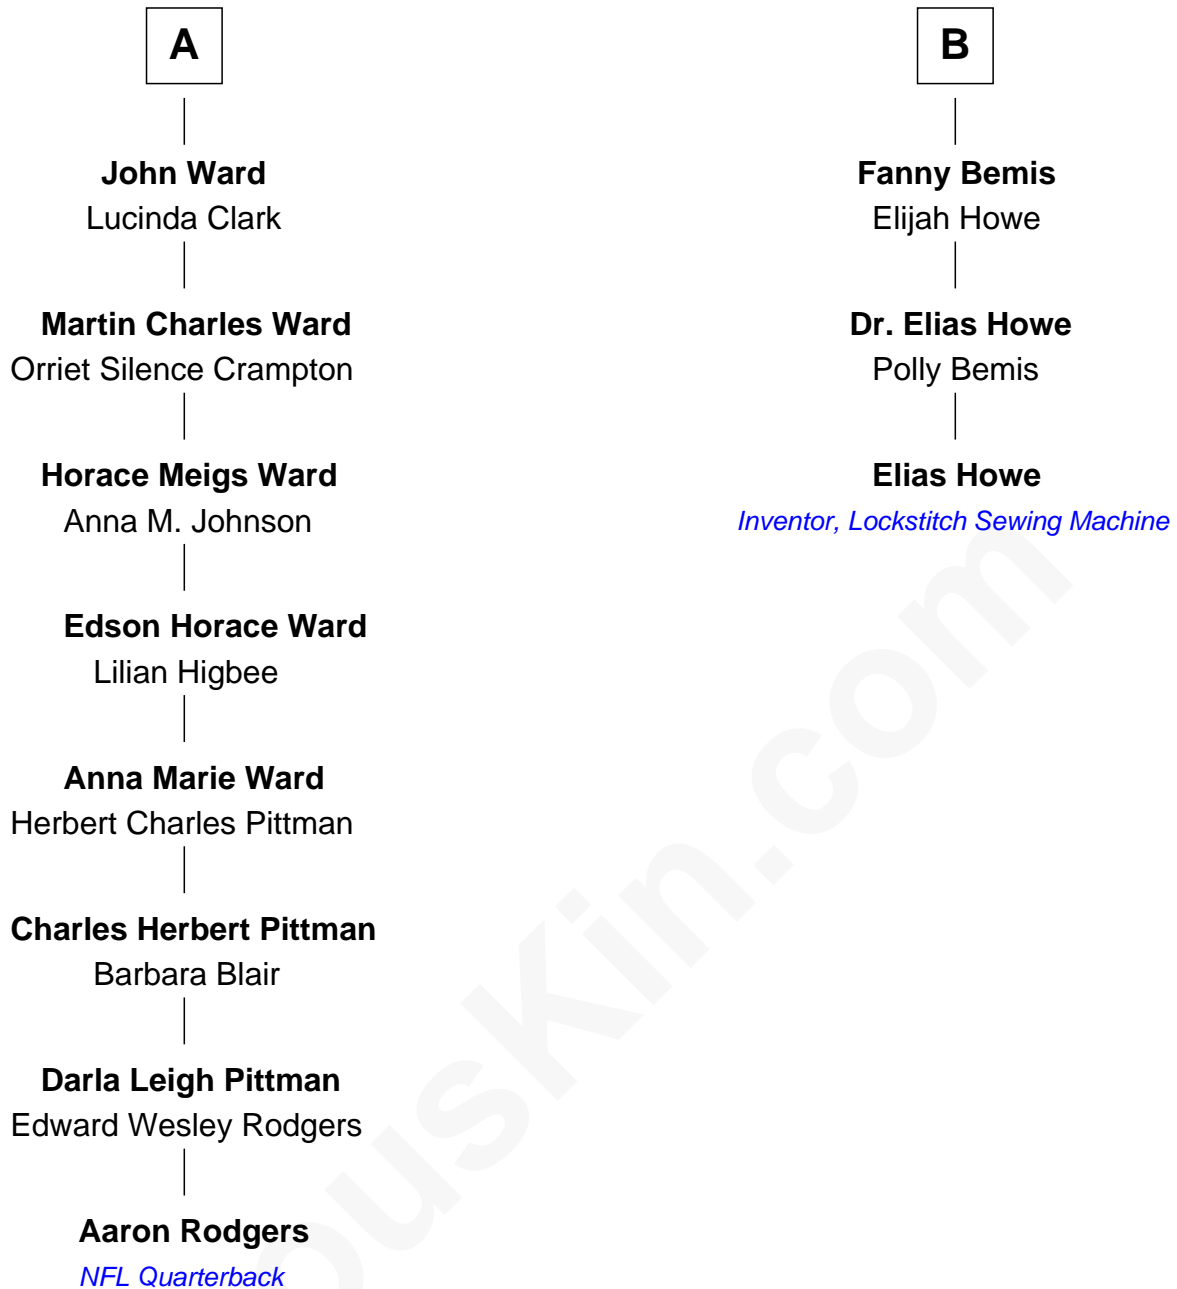 A
John Ward
Lucinda Clark
Martin Charles Ward
Orriet Silence Crampton
Horace Meigs Ward
Anna M. Johnson
Edson Horace Ward
Lilian Higbee
Anna Marie Ward
Herbert Charles Pittman
Charles Herbert Pittman
Barbara Blair
Darla Leigh Pittman
Edward Wesley Rodgers
Aaron Rodgers
NFL Quarterback
B
Fanny Bemis
Elijah Howe
Dr. Elias Howe
Polly Bemis
Elias Howe
Inventor, Lockstitch Sewing Machine
ousKin.com